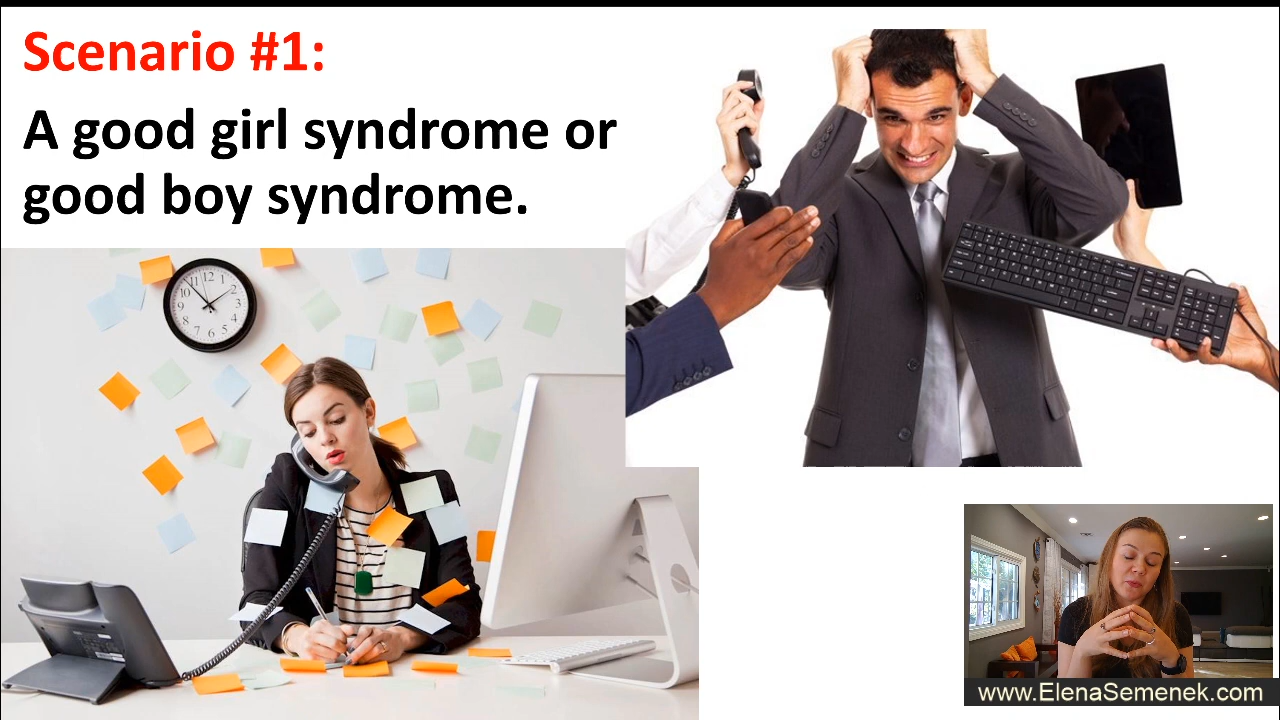 Scenario #1:
A good girl syndrome or
good boy syndrome.
www.ElenaSemenek.com